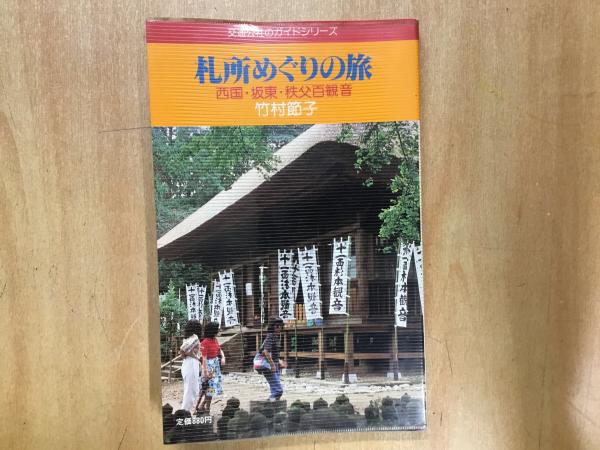 交通公社のガイドシリーズ
札所めぐりの旅
西国・坂東・秩父百観音
竹村節子
定価880円